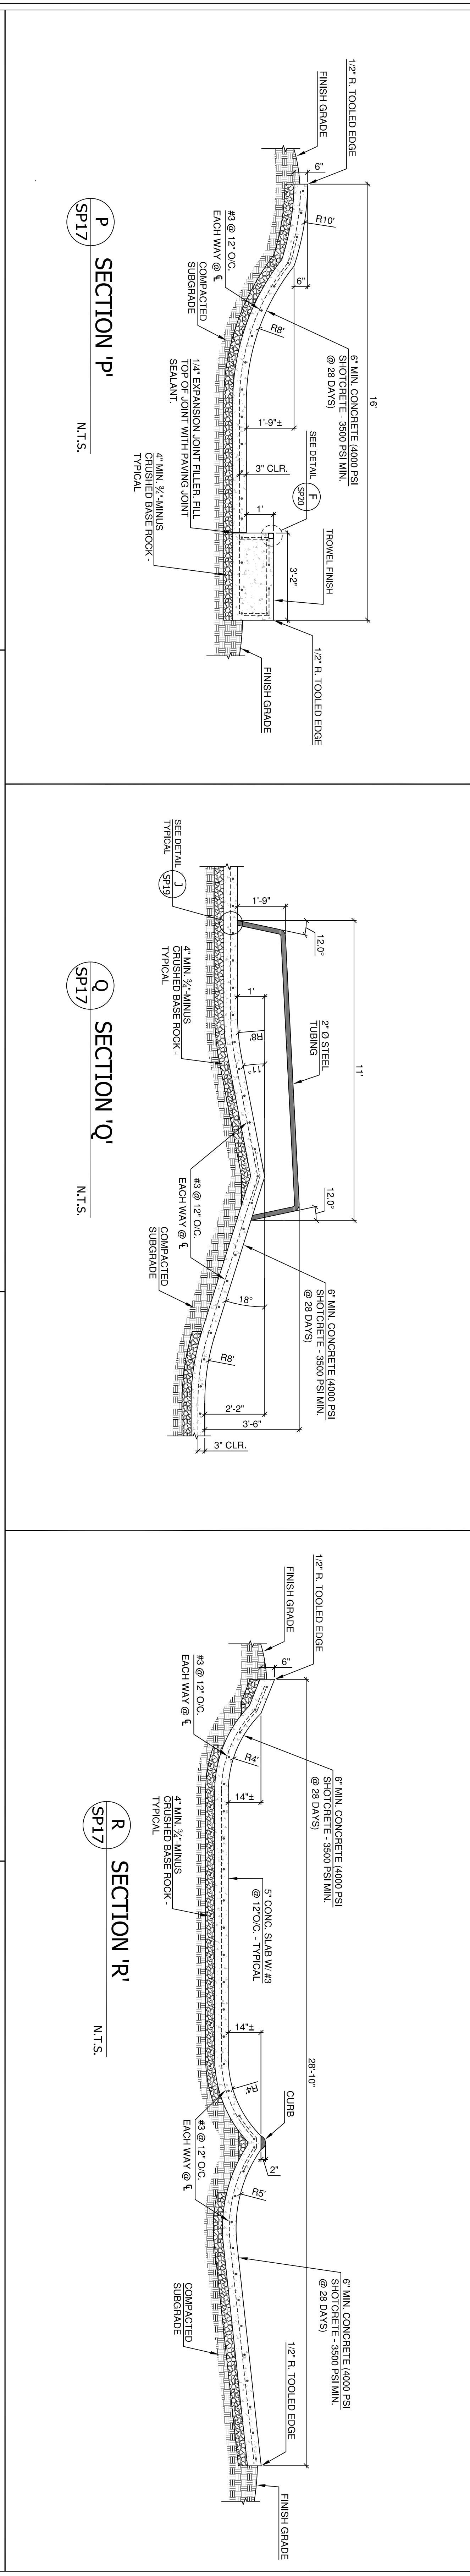 1/2" R. TOOLED EDGE
FINISH GRADE
6"
R10'
6"
16'
6" MIN. CONCRETE (4000 PSI
SHOTCRETE - 3500 PSI MIN.
@ 28 DAYS)
#3 @ 12" O/C.
EACH WAY @ ℄
R8'
COMPACTED
SUBGRADE
1'-9"±
3" CLR.
SEE DETAIL
F
SP20
1'
TROWEL FINISH
3'-2"
1/2" R. TOOLED EDGE
FINISH GRADE
1/4" EXPANSION JOINT FILLER. FILL
TOP OF JOINT WITH PAVING JOINT
SEALANT.
4" MIN. 3/4"-MINUS
CRUSHED BASE ROCK -
TYPICAL
P
SP17
SECTION 'P'
N.T.S.
SEE DETAIL
TYPICAL
J
SP19
1'-9"
12.0°
11'
2" Ø STEEL
TUBING
12.0°
1'
R8'
11°
4" MIN. 3/4"-MINUS
CRUSHED BASE ROCK -
TYPICAL
#3 @ 12" O/C.
EACH WAY @ ℄
6" MIN. CONCRETE (4000 PSI
SHOTCRETE - 3500 PSI MIN.
@ 28 DAYS)
COMPACTED
SUBGRADE
18°
R8'
2'-2"
3'-6"
3" CLR.
Q
SP17
SECTION 'Q'
N.T.S.
1/2" R. TOOLED EDGE
FINISH GRADE
6"
#3 @ 12" O/C.
EACH WAY @ ℄
R4'
14"±
6" MIN. CONCRETE (4000 PSI
SHOTCRETE - 3500 PSI MIN.
@ 28 DAYS)
4" MIN. 3/4"-MINUS
CRUSHED BASE ROCK -
TYPICAL
5" CONC. SLAB W/ #3
@ 12"O/C. - TYPICAL
14"±
28'-10"
R4'
CURB
2"
#3 @ 12" O/C.
EACH WAY @ ℄
R5'
6" MIN. CONCRETE (4000 PSI
SHOTCRETE - 3500 PSI MIN.
@ 28 DAYS)
COMPACTED
SUBGRADE
1/2" R. TOOLED EDGE
FINISH GRADE
R
SP17
SECTION 'R'
N.T.S.